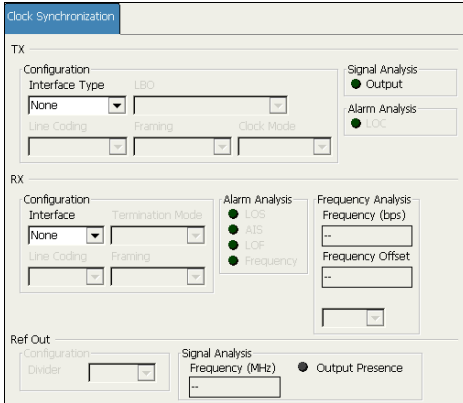 Clock Synchronization
TX
Configuration
Signal Analysis
Interface Type LBO
Output
None
Alarm Analysis
LOC
Line Coding Framing Clock Mode
RX
Configuration Alarm Analysis Frequency Analysis
Interface Termination Mode LOS Frequency (bps)
None AIS --
LOF
Line Coding Framing Frequency Frequency Offset
--
Ref Out
Configuration Signal Analysis
Divider Frequency (MHz) Output Presence
--